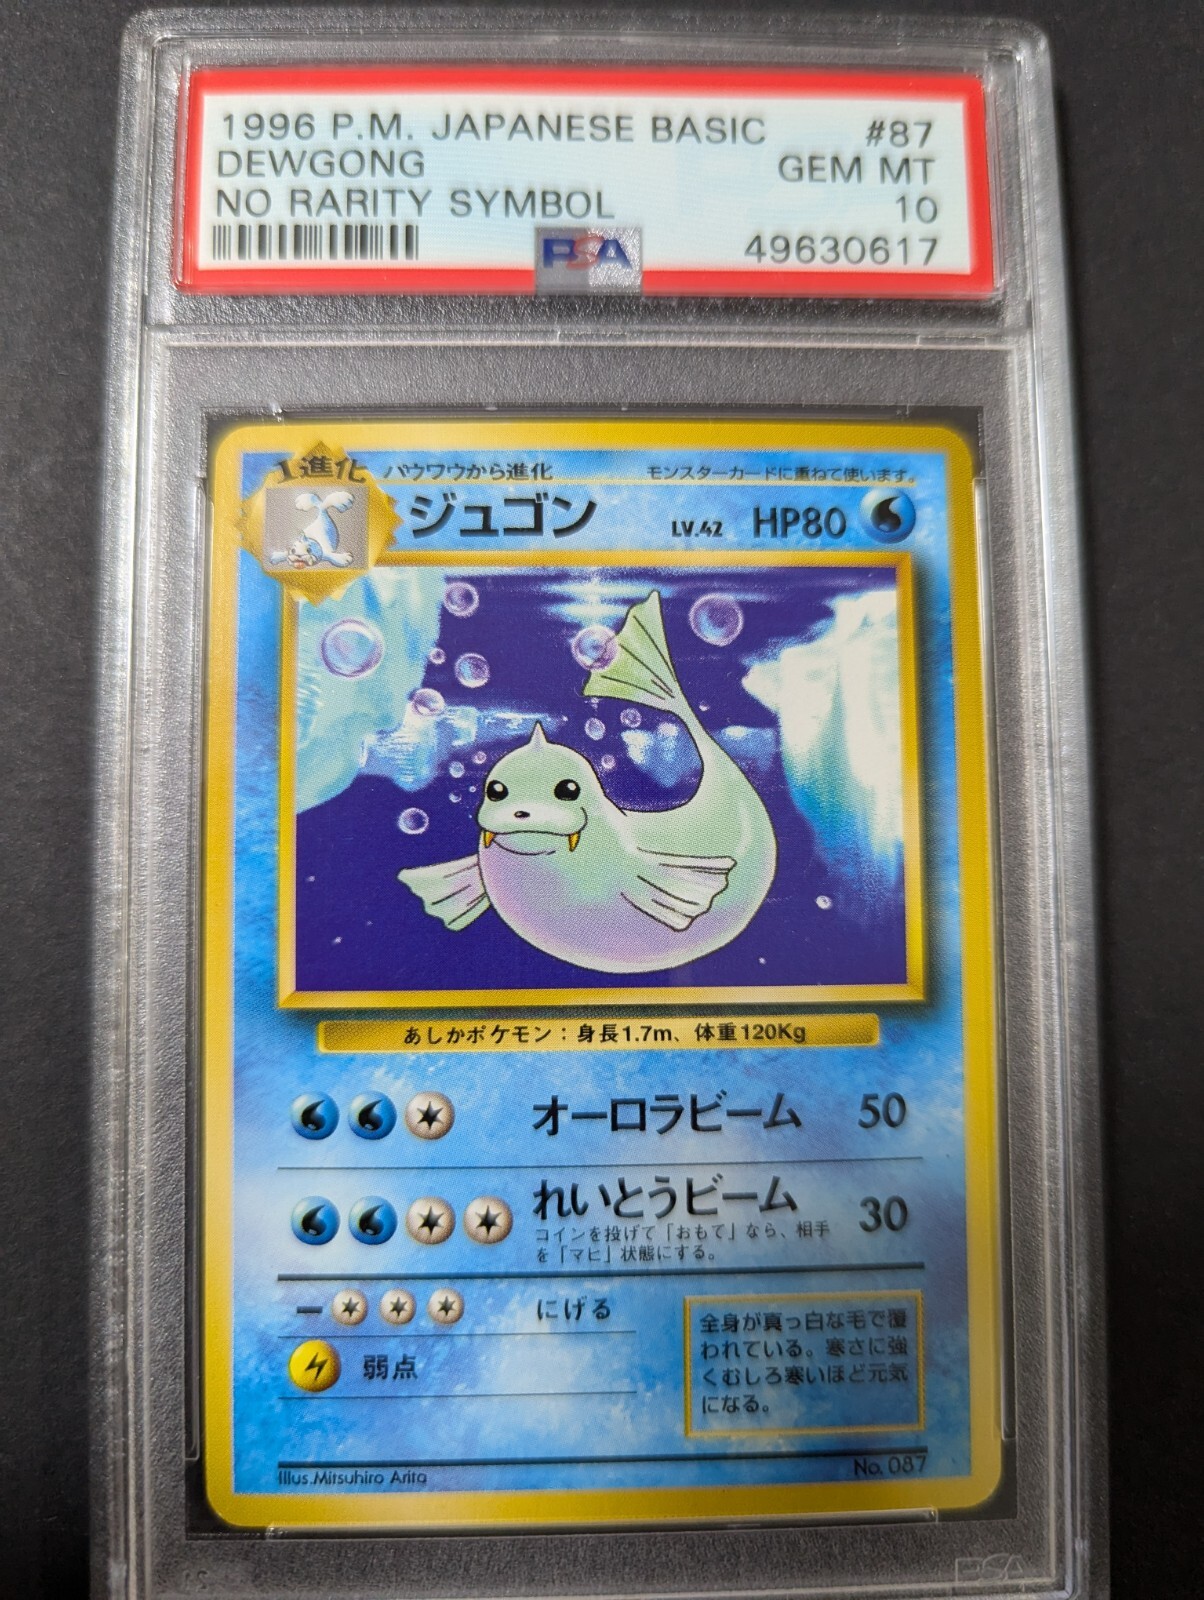 1996 P.M. JAPANESE BASIC #87
DEWGONG GEM MT
NO RARITY SYMBOL 10
PSA 49630617
1進化 パウワウから進化 モンスターカードに重ねて使います。
ジュゴン LV.42 HP80
あしかポケモン：身長1.7m、体重120Kg
オーロラビーム 50
れいとうビーム 30
コインを投げて「おもて」なら、相手
を「マヒ」状態にする。
ー にげる
弱点
全身が真っ白な毛で覆
われている。寒さに強
くむしろ寒いほど元気
になる。
Illus.Mitsuhiro Arita No. 087
PSA